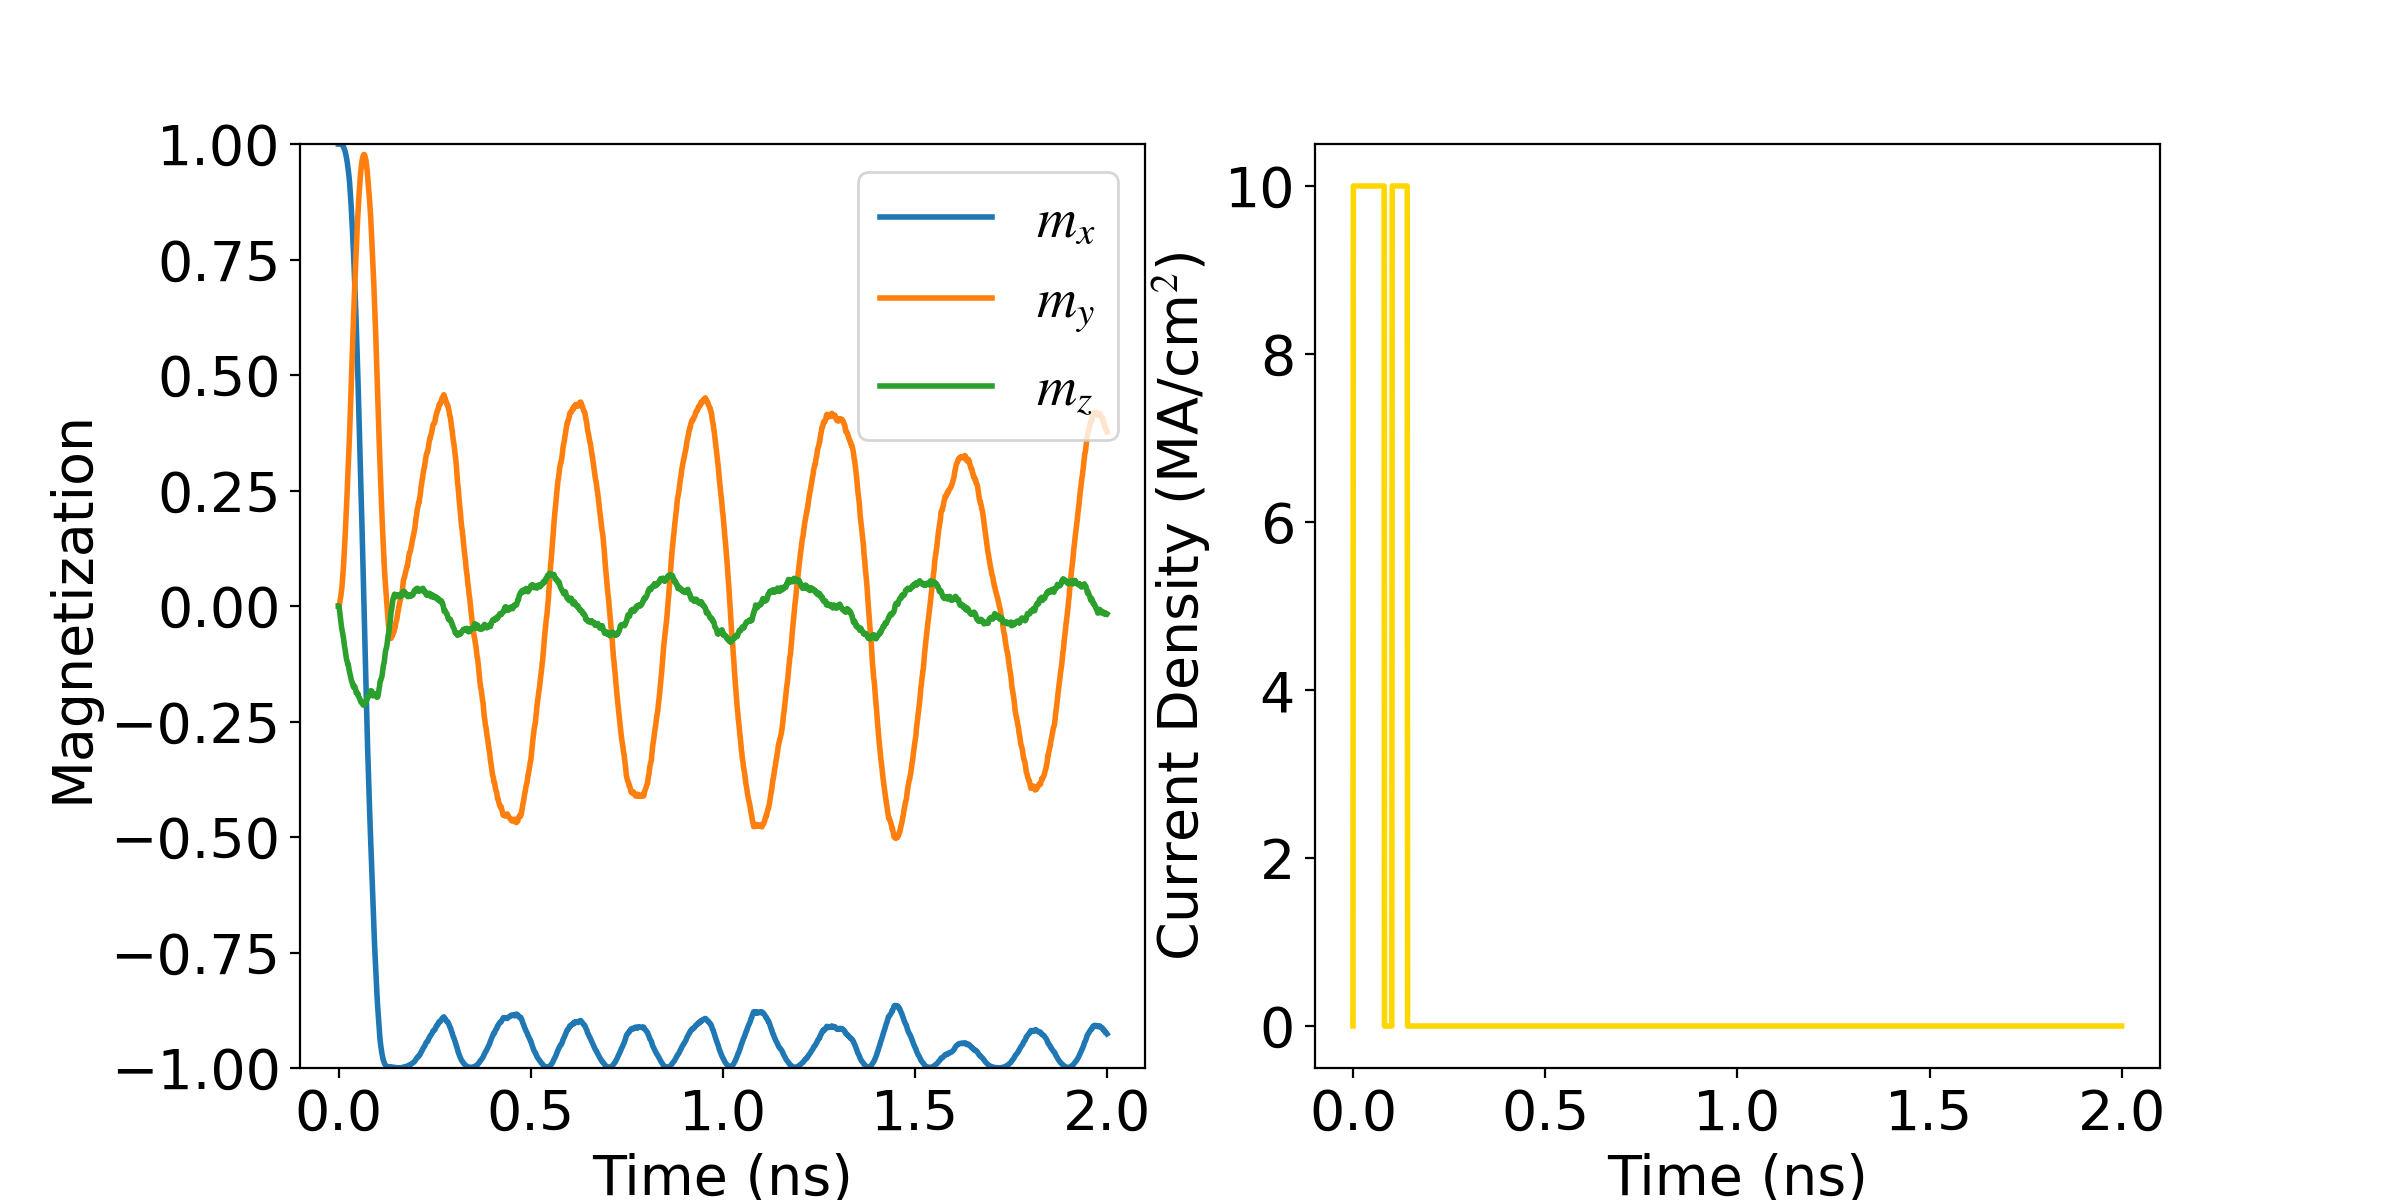 Magnetization
1.00
0.75
0.50
0.25
0.00
−0.25
−0.50
−0.75
−1.00
0.0 0.5 1.0 1.5 2.0
Time (ns)
m_x
m_y
m_z
Current Density (MA/cm²)
10
8
6
4
2
0
0.0 0.5 1.0 1.5 2.0
Time (ns)